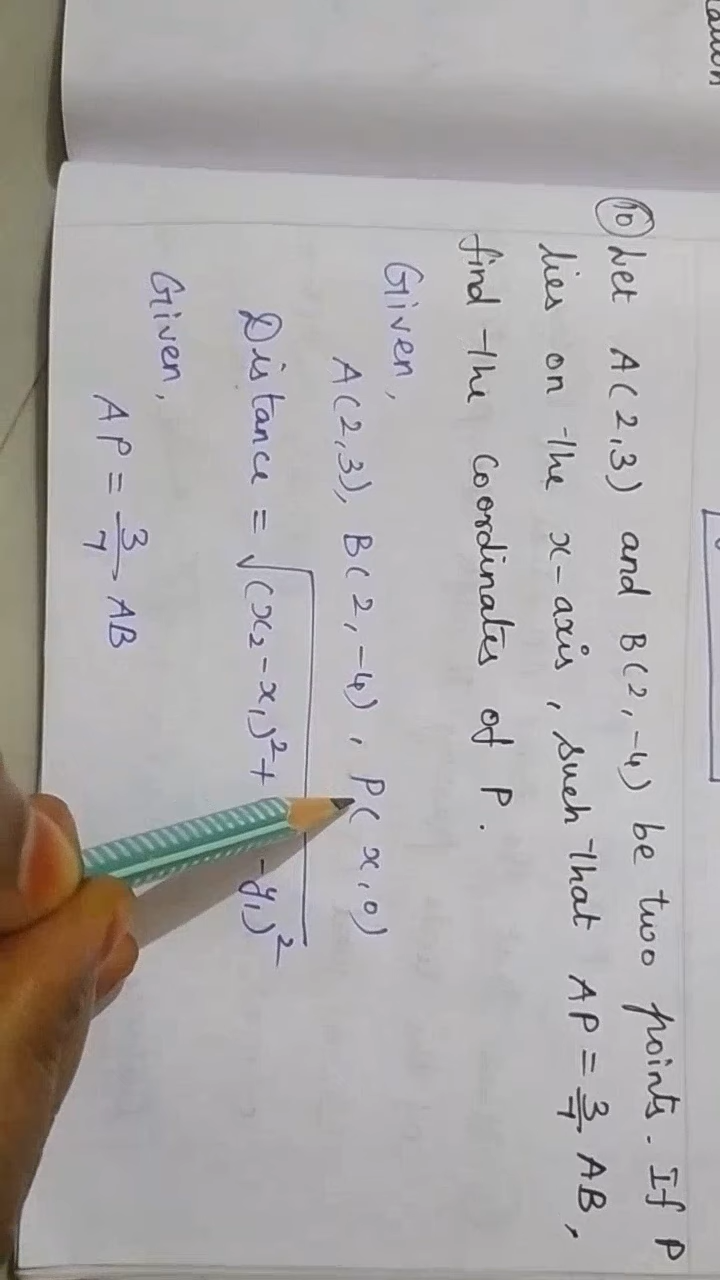 ⑩ Let A(2,3) and B(2,-4) be two points. If P
lies on the x-axis, such that AP = 3/7 AB,
find the coordinates of P.
Given,
A(2,3), B(2,-4), P(x,0)
Distance = √(x₂-x₁)²+ -y₁)²
Given,
AP = 3/7 AB